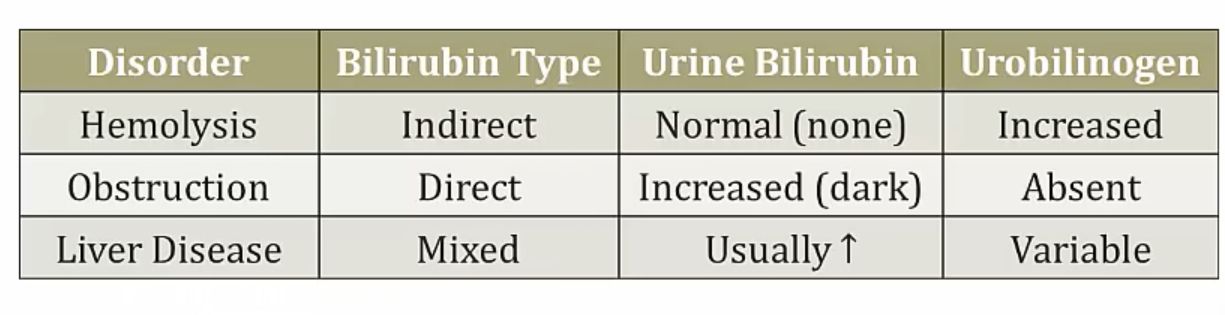 Disorder Bilirubin Type Urine Bilirubin Urobilinogen
Hemolysis Indirect Normal (none) Increased
Obstruction Direct Increased (dark) Absent
Liver Disease Mixed Usually ↑ Variable